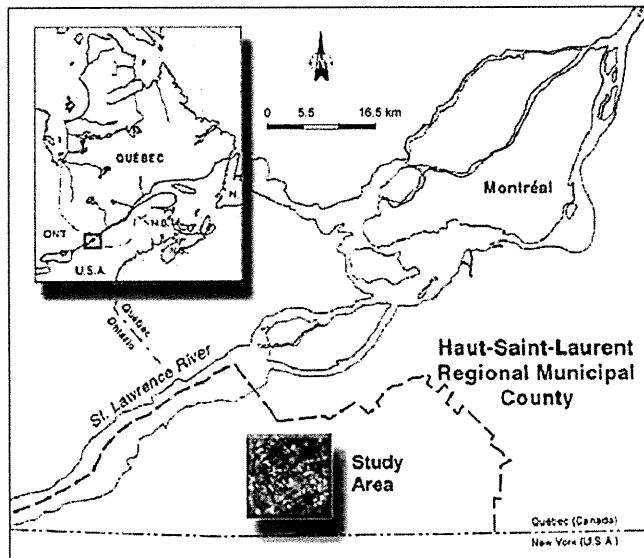 QUÉBEC
ONT
U.S.A.
N.B.
N
0 5.5 16.5 km
Montréal
Québec
Ontario
St. Lawrence River
Haut-Saint-Laurent
Regional Municipal
County
Study
Area
Québec (Canada)
New York (U.S.A.)